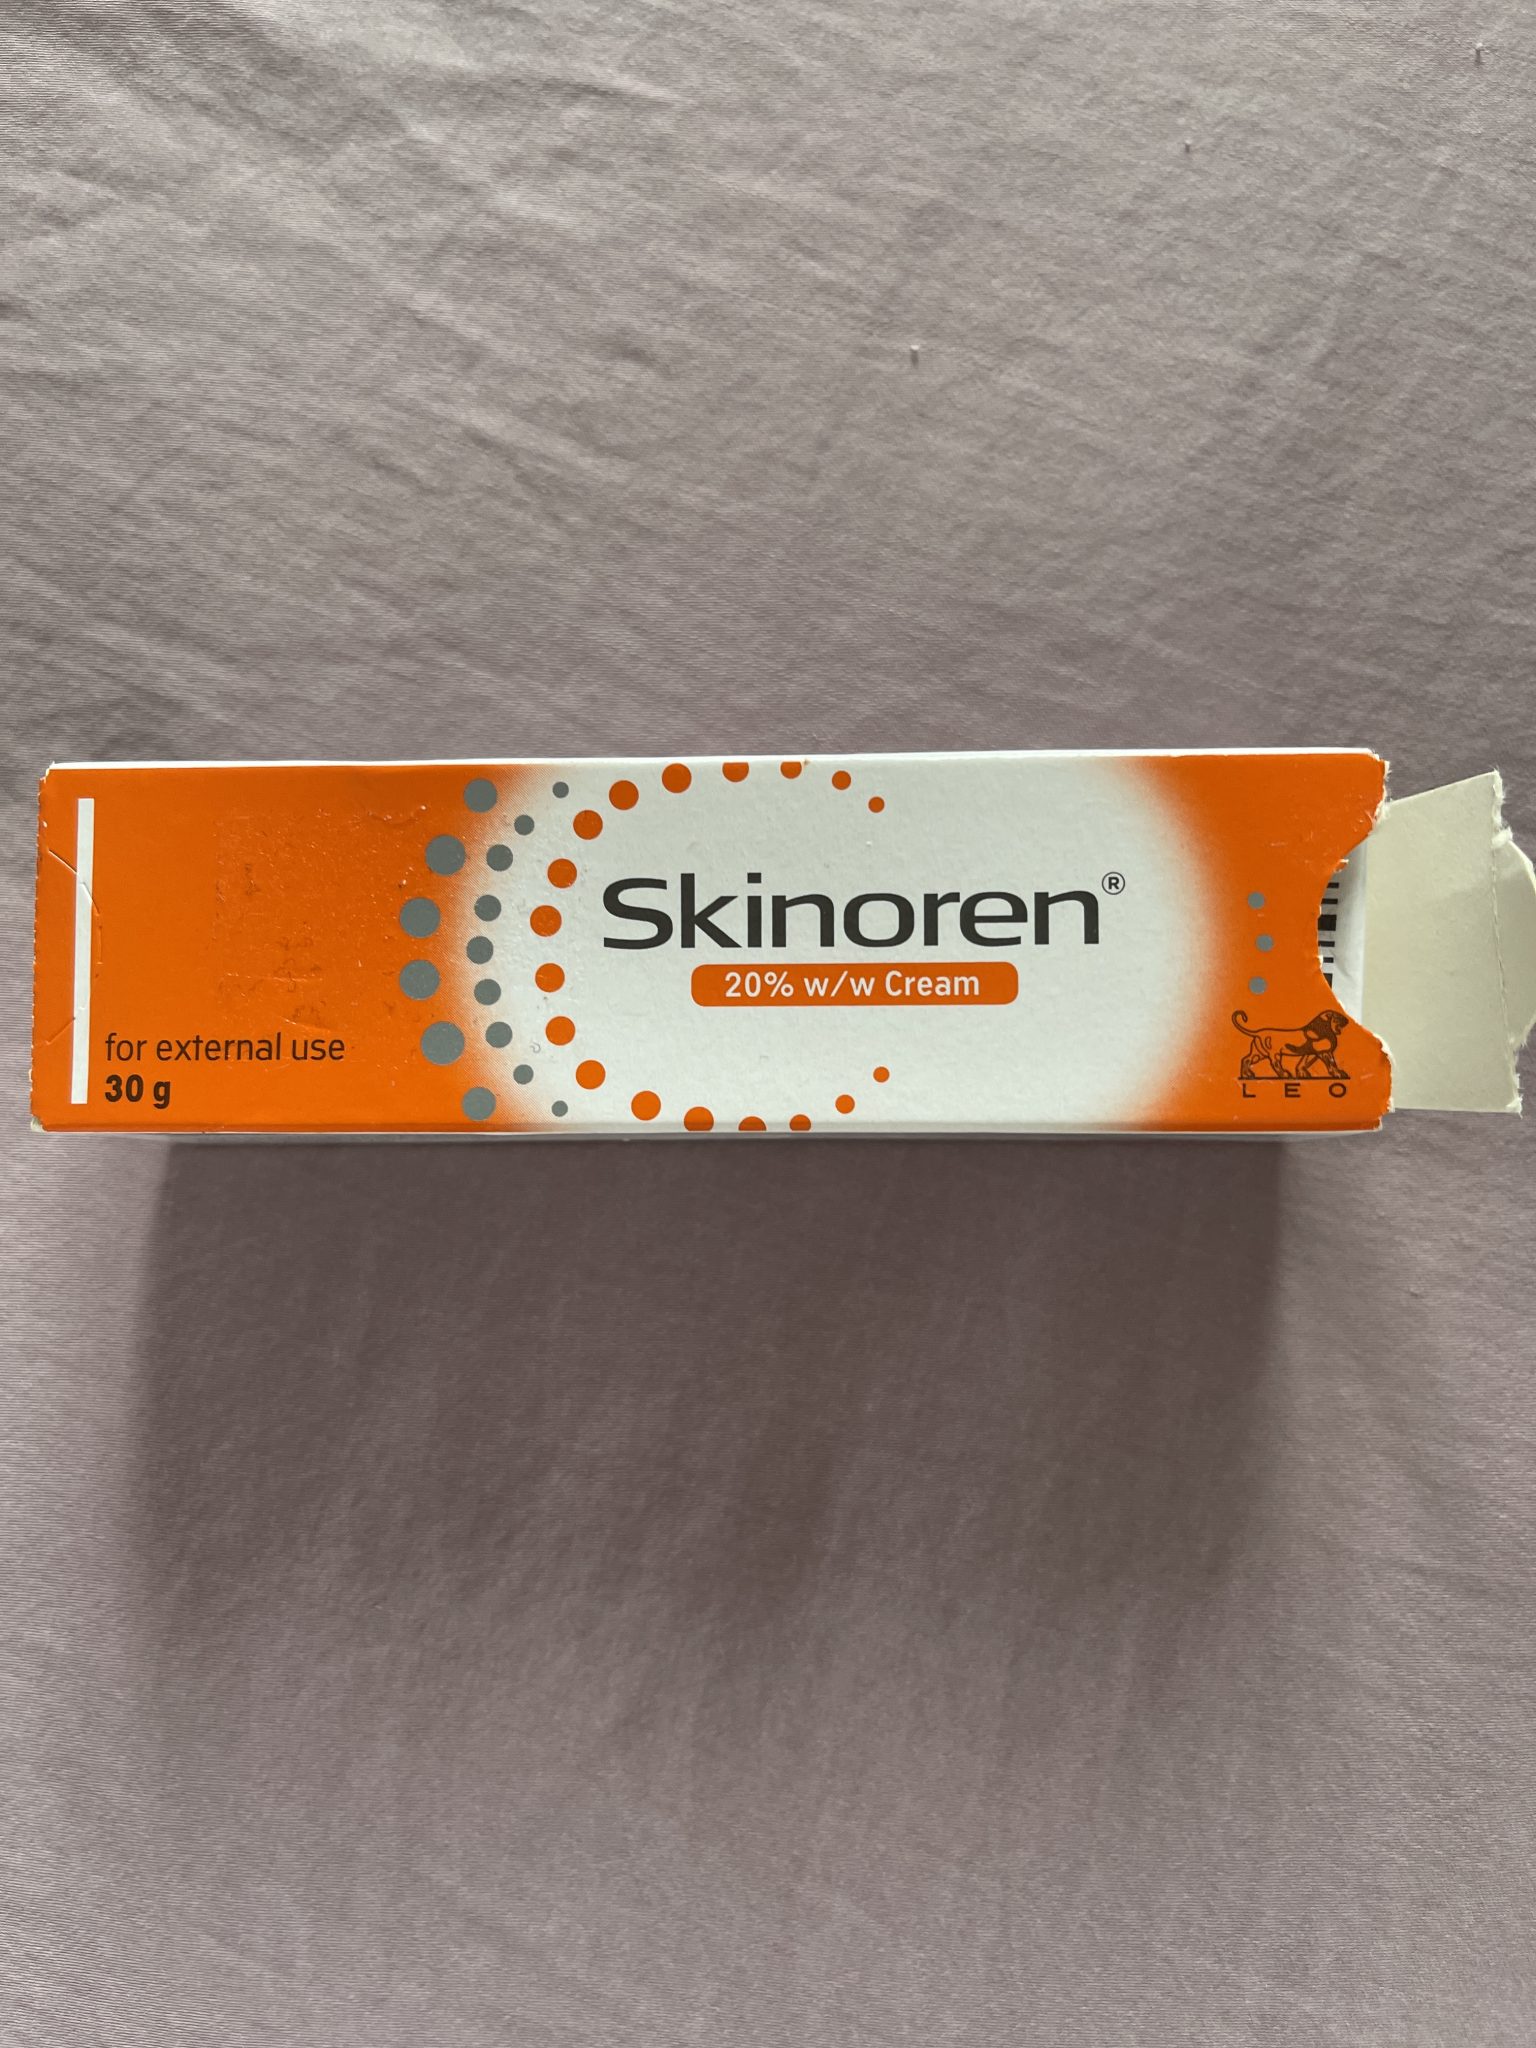 Skinoren®
20% w/w Cream
for external use
30 g
LEO